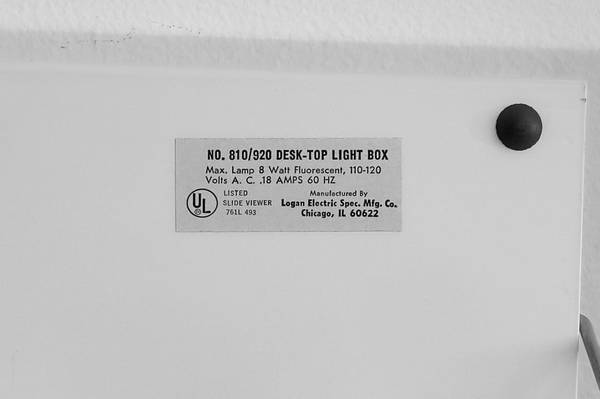 NO. 810/920 DESK-TOP LIGHT BOX
Max. Lamp 8 Watt Fluorescent, 110-120
Volts A. C. .18 AMPS 60 HZ
UL®
LISTED
SLIDE VIEWER
761L 493
Manufactured By
Logan Electric Spec. Mfg. Co.
Chicago, IL 60622